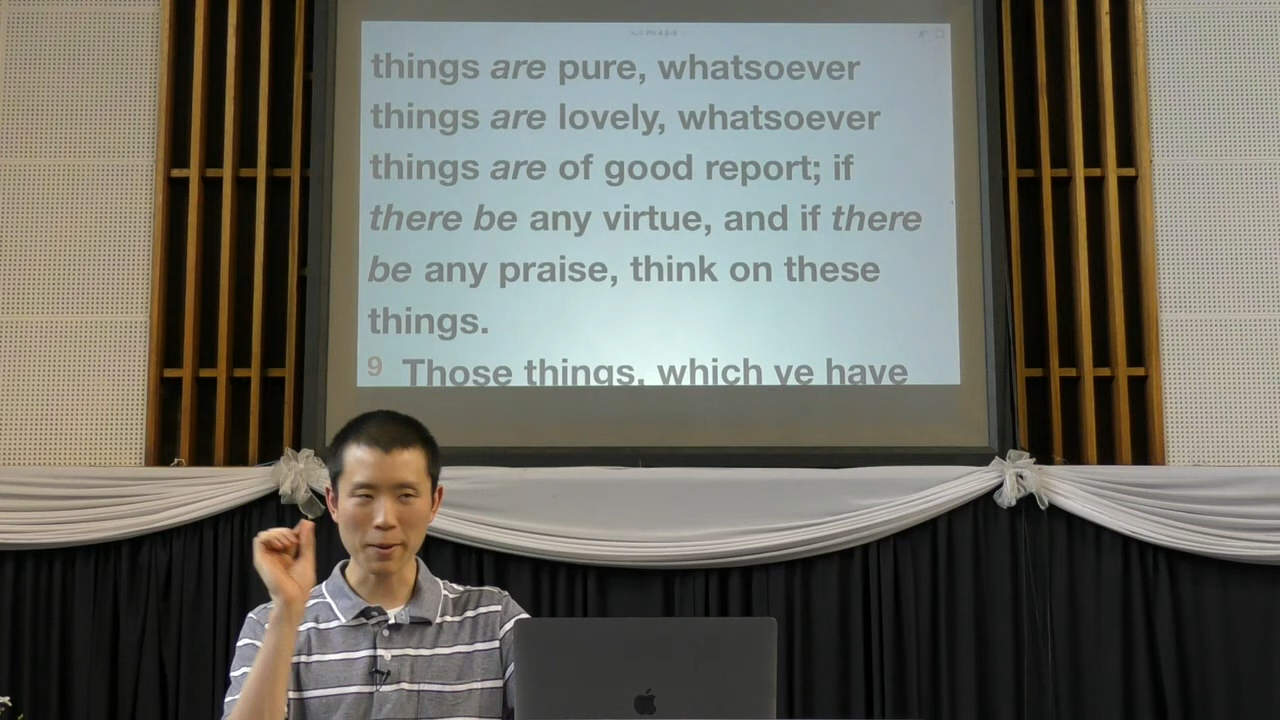 things are pure, whatsoever
things are lovely, whatsoever
things are of good report; if
there be any virtue, and if there
be any praise, think on these
things.
9 Those things, which ye have